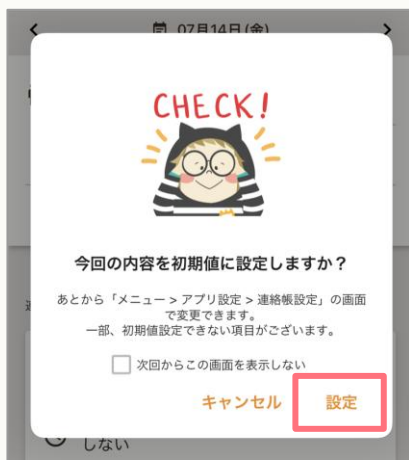 07月14日(金)
CHECK!
今回の内容を初期値に設定しますか？
あとから「メニュー > アプリ設定 > 連絡帳設定」の画面
で変更できます。
一部、初期値設定できない項目がございます。
次回からこの画面を表示しない
キャンセル 設定
しない